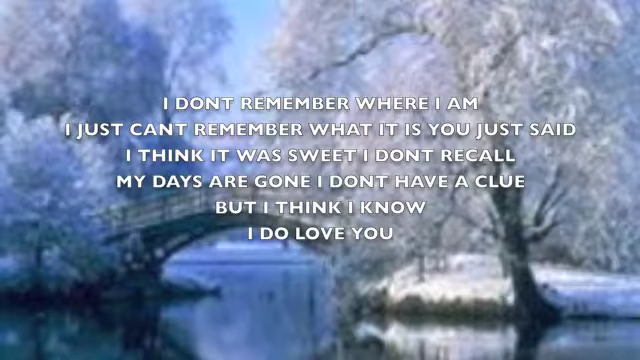 I DONT REMEMBER WHERE I AM
I JUST CANT REMEMBER WHAT IT IS YOU JUST SAID
I THINK IT WAS SWEET I DONT RECALL
MY DAYS ARE GONE I DONT HAVE A CLUE
BUT I THINK I KNOW
I DO LOVE YOU